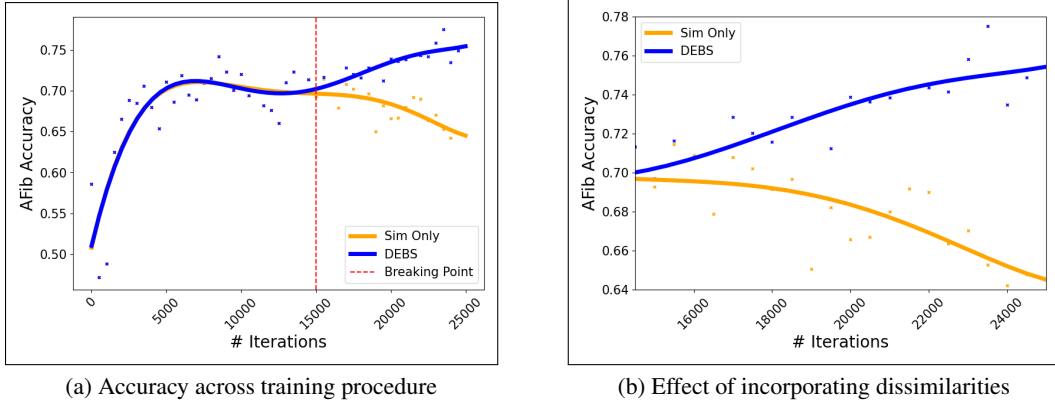 0.75
0.70
0.65
0.60
0.55
0.50
AFib Accuracy
Sim Only
DEBS
Breaking Point
0
5000
10000
15000
20000
25000
# Iterations
(a) Accuracy across training procedure
0.78
0.76
0.74
0.72
0.70
0.68
0.66
0.64
AFib Accuracy
Sim Only
DEBS
16000
18000
20000
22000
24000
# Iterations
(b) Effect of incorporating dissimilarities